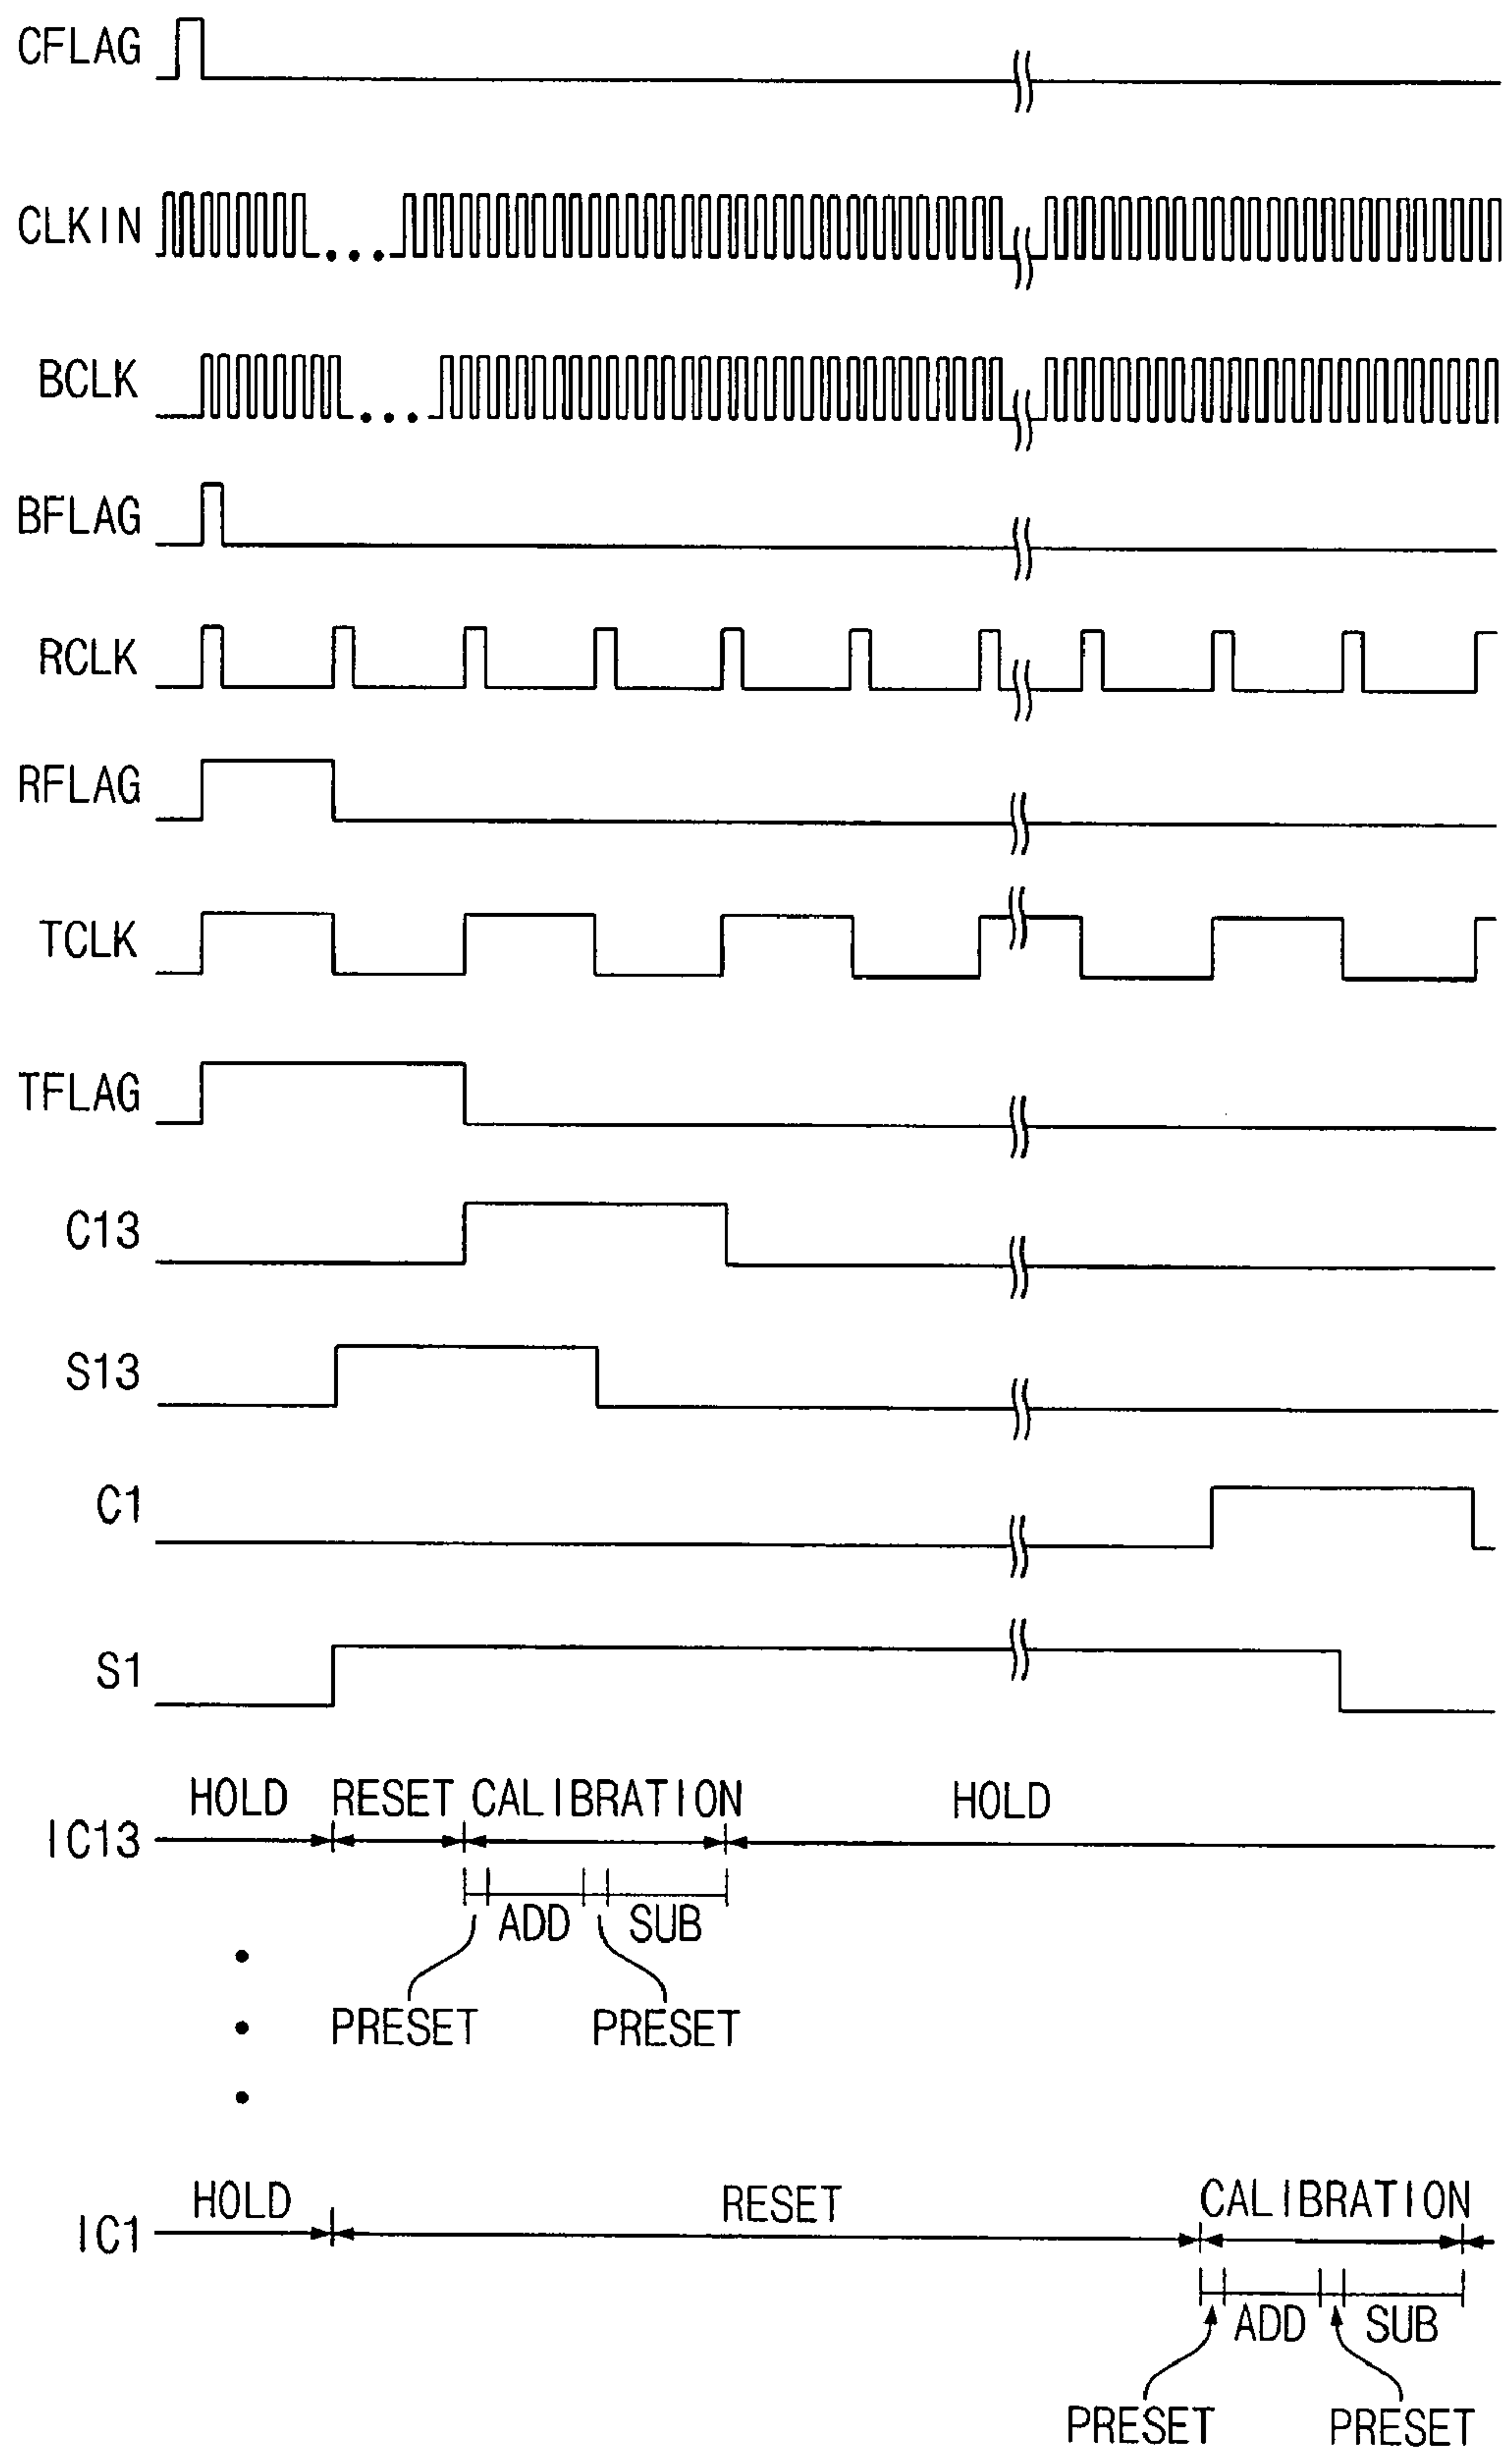 CFLAG
CLKIN
BCLK
BFLAG
RCLK
RFLAG
TCLK
TFLAG
C13
S13
C1
S1
HOLD RESET CALIBRATION HOLD
IC13
ADD SUB
PRESET PRESET
HOLD RESET CALIBRATION
IC1
ADD SUB
PRESET PRESET